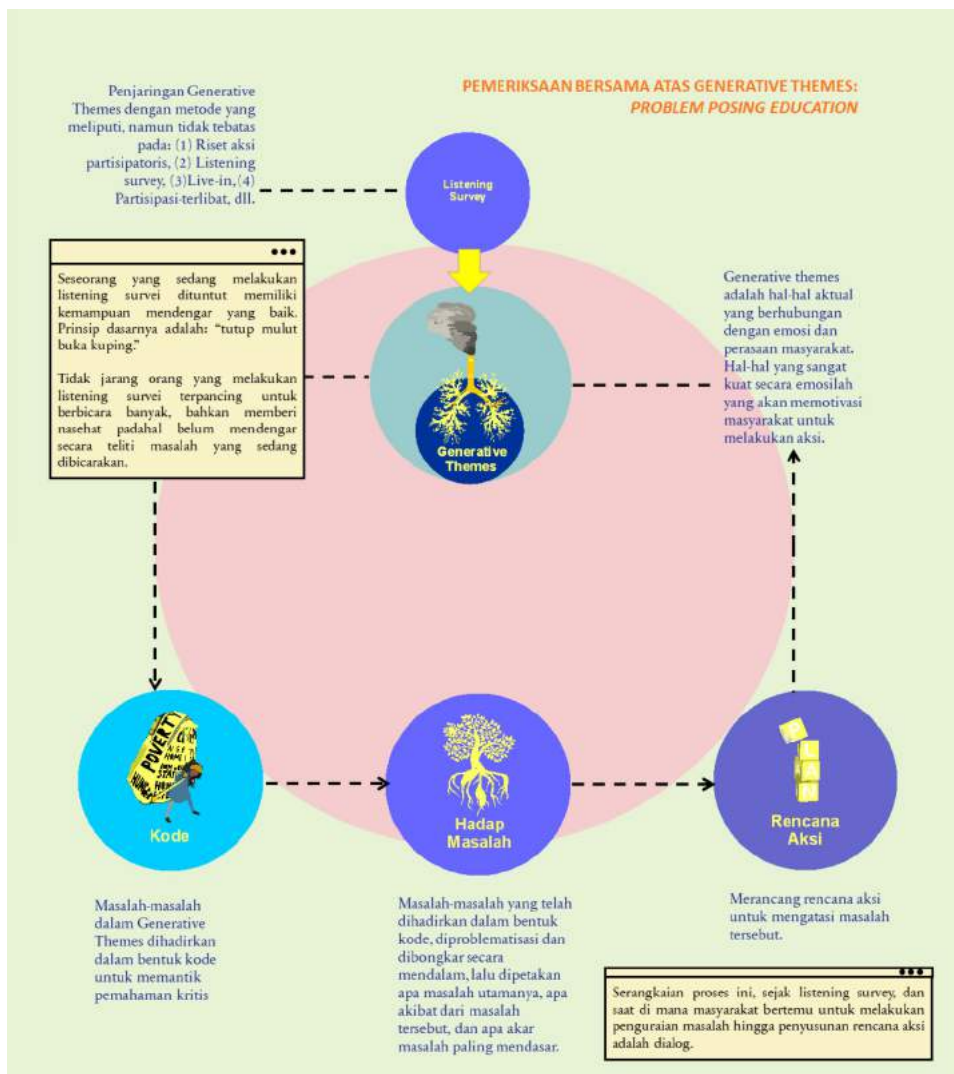 PEMERIKSAAN BERSAMA ATAS GENERATIVE THEMES:
PROBLEM POSING EDUCATION
Penjaringan Generative
Themes dengan metode yang
meliputi, namun tidak tebatas
pada: (1) Riset aksi
partisipatoris, (2) Listening
survey, (3)Live-in,(4)
Partisipasi-terlibat, dll.
Listening
Survey
Seseorang yang sedang melakukan
listening survei dituntut memiliki
kemampuan mendengar yang baik.
Prinsip dasarnya adalah: “tutup mulut
buka kuping.”
Tidak jarang orang yang melakukan
listening survei terpancing untuk
berbicara banyak, bahkan memberi
nasehat padahal belum mendengar
secara teliti masalah yang sedang
dibicarakan.
Generative
Themes
Generative themes
adalah hal-hal aktual
yang berhubungan
dengan emosi dan
perasaan masyarakat.
Hal-hal yang sangat
kuat secara emosilah
yang akan memotivasi
masyarakat untuk
melakukan aksi.
POVERTY
Kode
Hadap
Masalah
PLAN
Rencana
Aksi
Masalah-masalah
dalam Generative
Themes dihadirkan
dalam bentuk kode
untuk memantik
pemahaman kritis
Masalah-masalah yang telah
dihadirkan dalam bentuk
kode, diproblematisasi dan
dibongkar secara
mendalam, lalu dipetakan
apa masalah utamanya, apa
akibat dari masalah
tersebut, dan apa akar
masalah paling mendasar.
Merancang rencana aksi
untuk mengatasi masalah
tersebut.
Serangkaian proses ini, sejak listening survey, dan
saat di mana masyarakat bertemu untuk melakukan
penguraian masalah hingga penyusunan rencana aksi
adalah dialog.